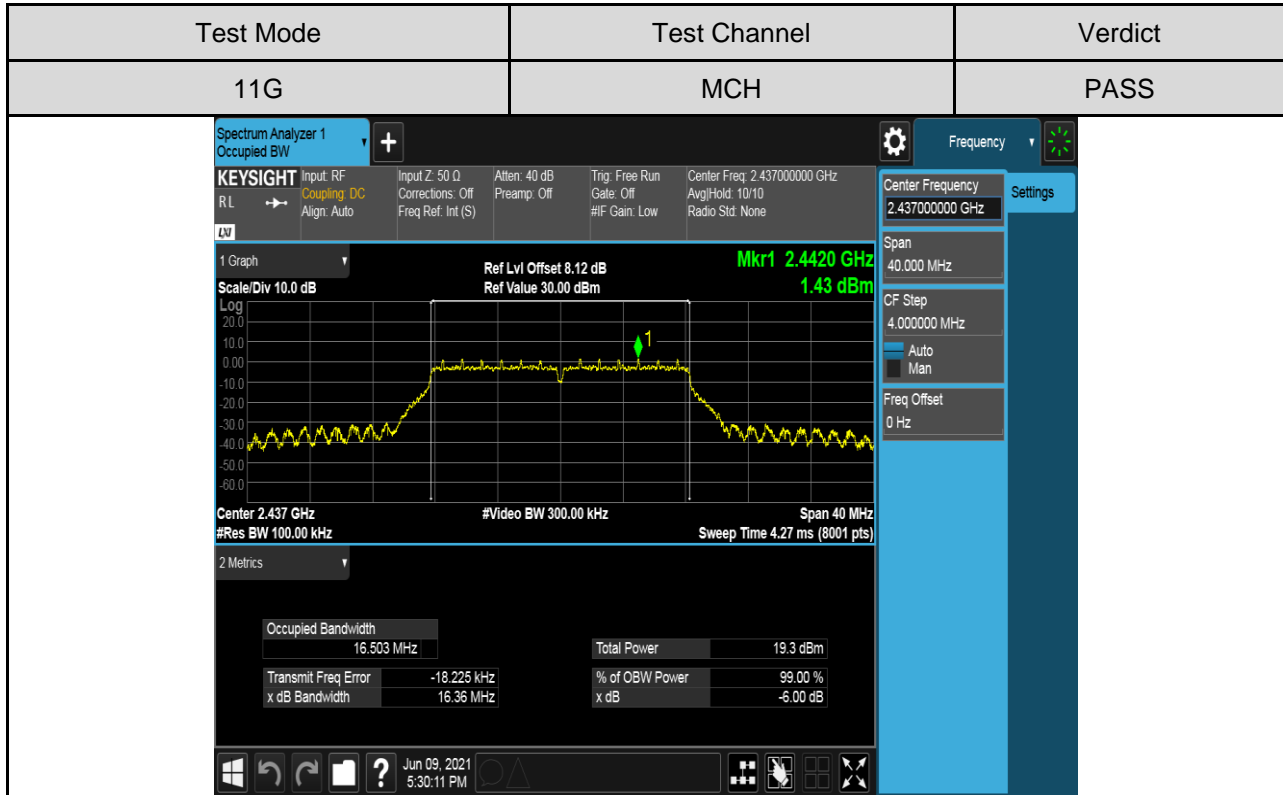 Test Mode Test Channel Verdict
11G MCH PASS
Spectrum Analyzer 1
Occupied BW
+
Frequency
KEYSIGHT Input: RF Input Z: 50 Ω Atten: 40 dB Trig: Free Run Center Freq: 2.437000000 GHz
RL Coupling: DC Corrections: Off Preamp: Off Gate: Off Avg|Hold: 10/10
Align: Auto Freq Ref: Int (S) #IF Gain: Low Radio Std: None
LXI
Center Frequency
2.437000000 GHz
Settings
Span
40.000 MHz
CF Step
4.000000 MHz
Auto
Man
Freq Offset
0 Hz
1 Graph
Ref Lvl Offset 8.12 dB Mkr1 2.4420 GHz
Scale/Div 10.0 dB Ref Value 30.00 dBm 1.43 dBm
Log
20.0
10.0
0.00
-10.0
-20.0
-30.0
-40.0
-50.0
-60.0
1
Center 2.437 GHz #Video BW 300.00 kHz Span 40 MHz
#Res BW 100.00 kHz Sweep Time 4.27 ms (8001 pts)
2 Metrics
Occupied Bandwidth
16.503 MHz Total Power 19.3 dBm
Transmit Freq Error -18.225 kHz % of OBW Power 99.00 %
x dB Bandwidth 16.36 MHz x dB -6.00 dB
? Jun 09, 2021
5:30:11 PM